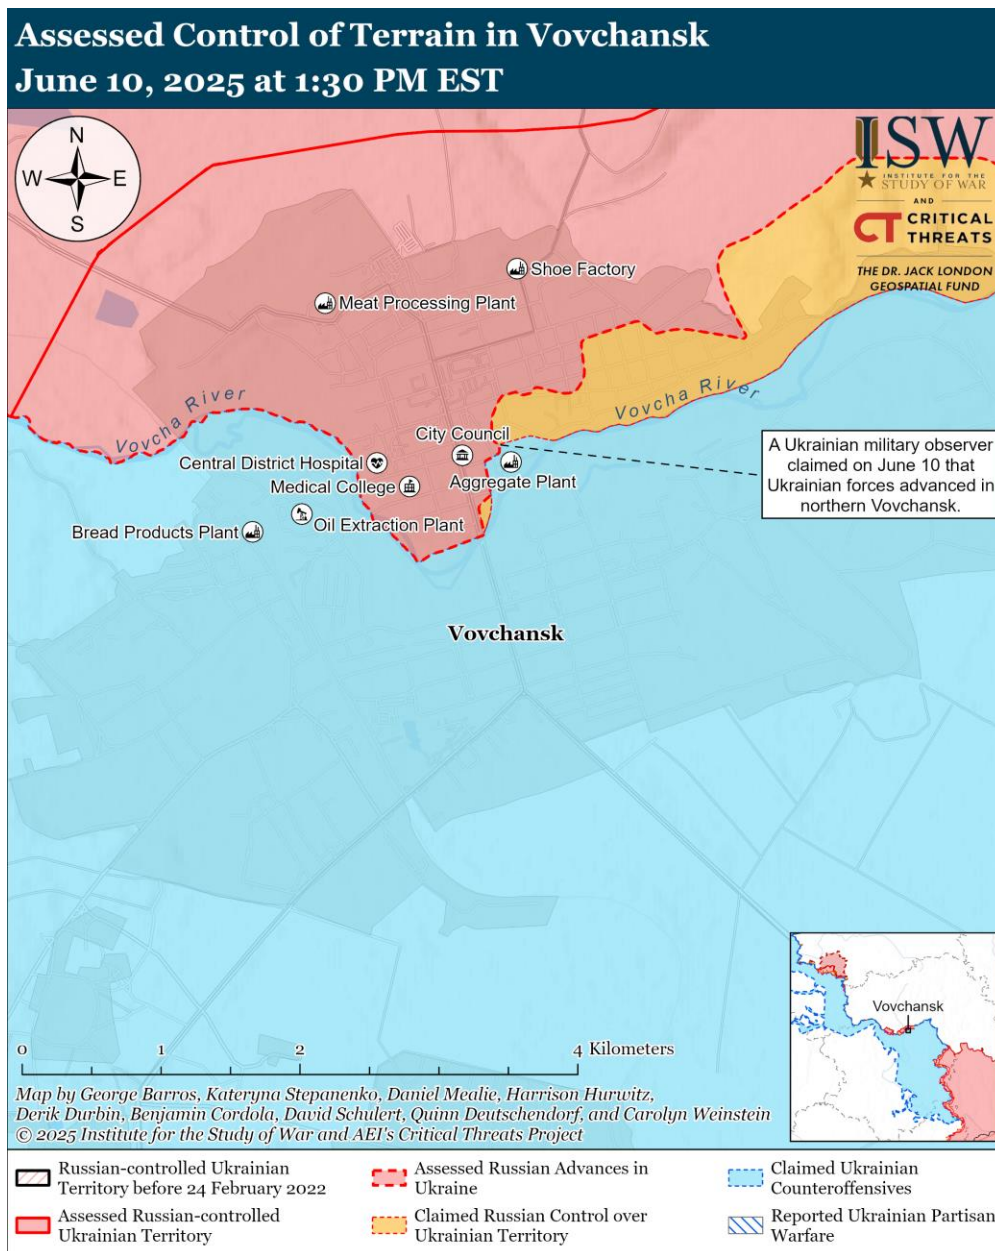 Assessed Control of Terrain in Vovchansk
June 10, 2025 at 1:30 PM EST
N
W
E
S
ISW
INSTITUTE FOR THE
STUDY OF WAR
AND
CT CRITICAL
THREATS
THE DR. JACK LONDON
GEOSPATIAL FUND
Shoe Factory
Meat Processing Plant
Vovcha River
Vovcha River
City Council
Central District Hospital
Medical College
Aggregate Plant
Oil Extraction Plant
Bread Products Plant
A Ukrainian military observer
claimed on June 10 that
Ukrainian forces advanced in
northern Vovchansk.
Vovchansk
Vovchansk
0 1 2 4 Kilometers
Map by George Barros, Kateryna Stepanenko, Daniel Mealie, Harrison Hurwitz,
Derik Durbin, Benjamin Cordola, David Schulert, Quinn Deutschendorf, and Carolyn Weinstein
© 2025 Institute for the Study of War and AEI's Critical Threats Project
Russian-controlled Ukrainian
Territory before 24 February 2022
Assessed Russian-controlled
Ukrainian Territory
Assessed Russian Advances in
Ukraine
Claimed Russian Control over
Ukrainian Territory
Claimed Ukrainian
Counteroffensives
Reported Ukrainian Partisan
Warfare